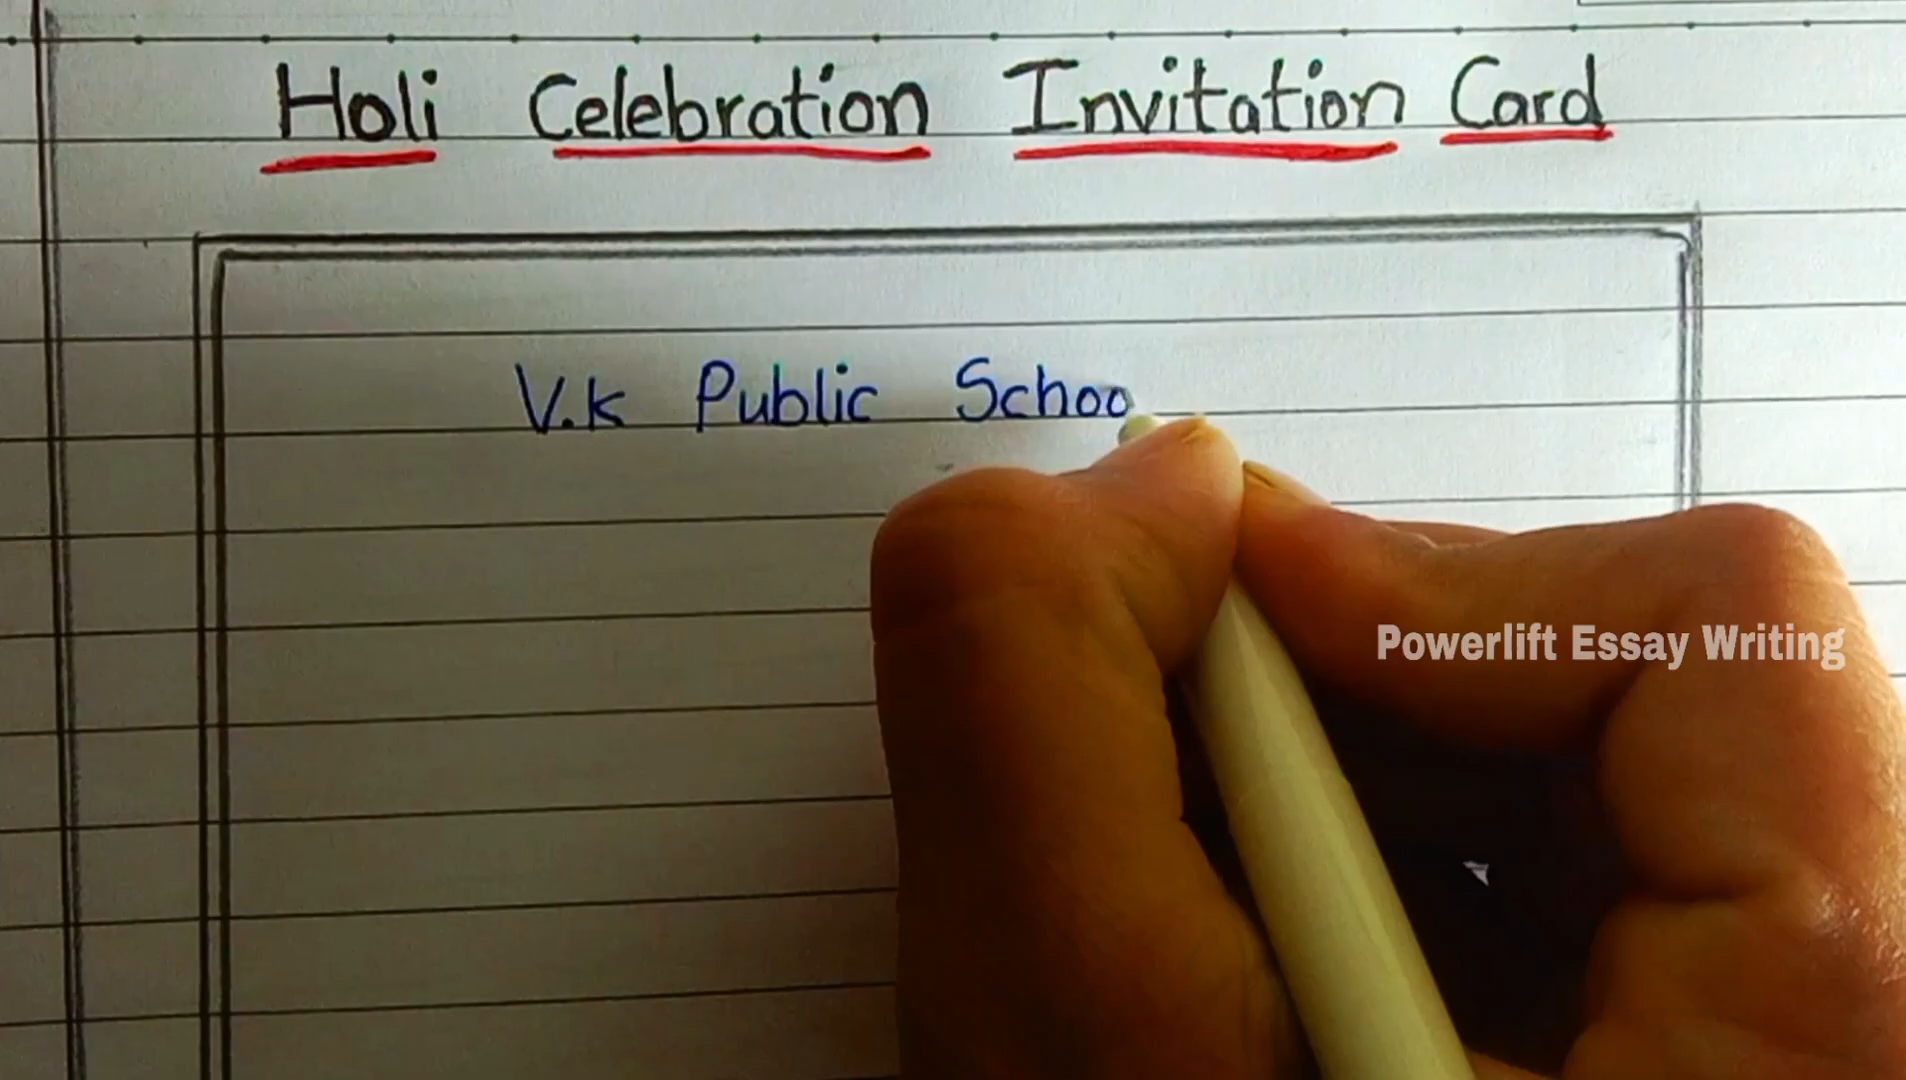 Holi Celebration Invitation Card
V.K Public Schoo
Powerlift Essay Writing